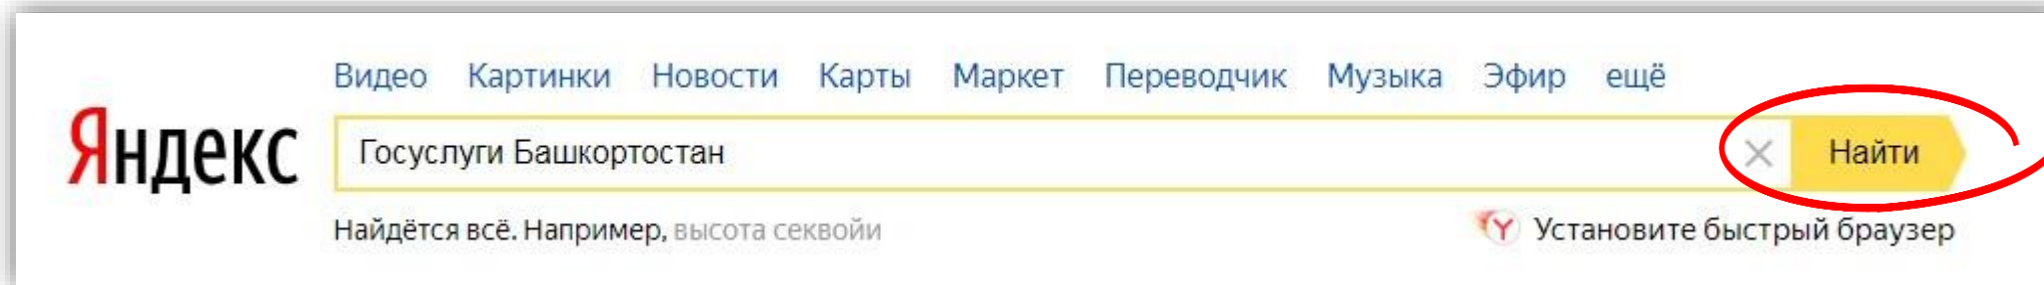 Видео Картинки Новости Карты Маркет Переводчик Музыка Эфир ещё
Яндекс Госуслуги Башкортостан Найти
Найдётся всё. Например, высота секвойи Установите быстрый браузер